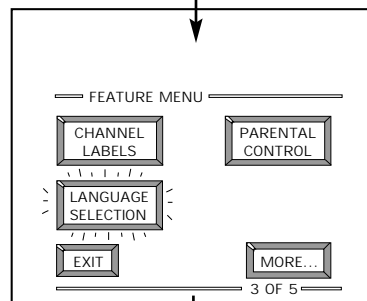 FEATURE MENU
CHANNEL
LABELS
PARENTAL
CONTROL
LANGUAGE
SELECTION
EXIT
MORE...
3 OF 5